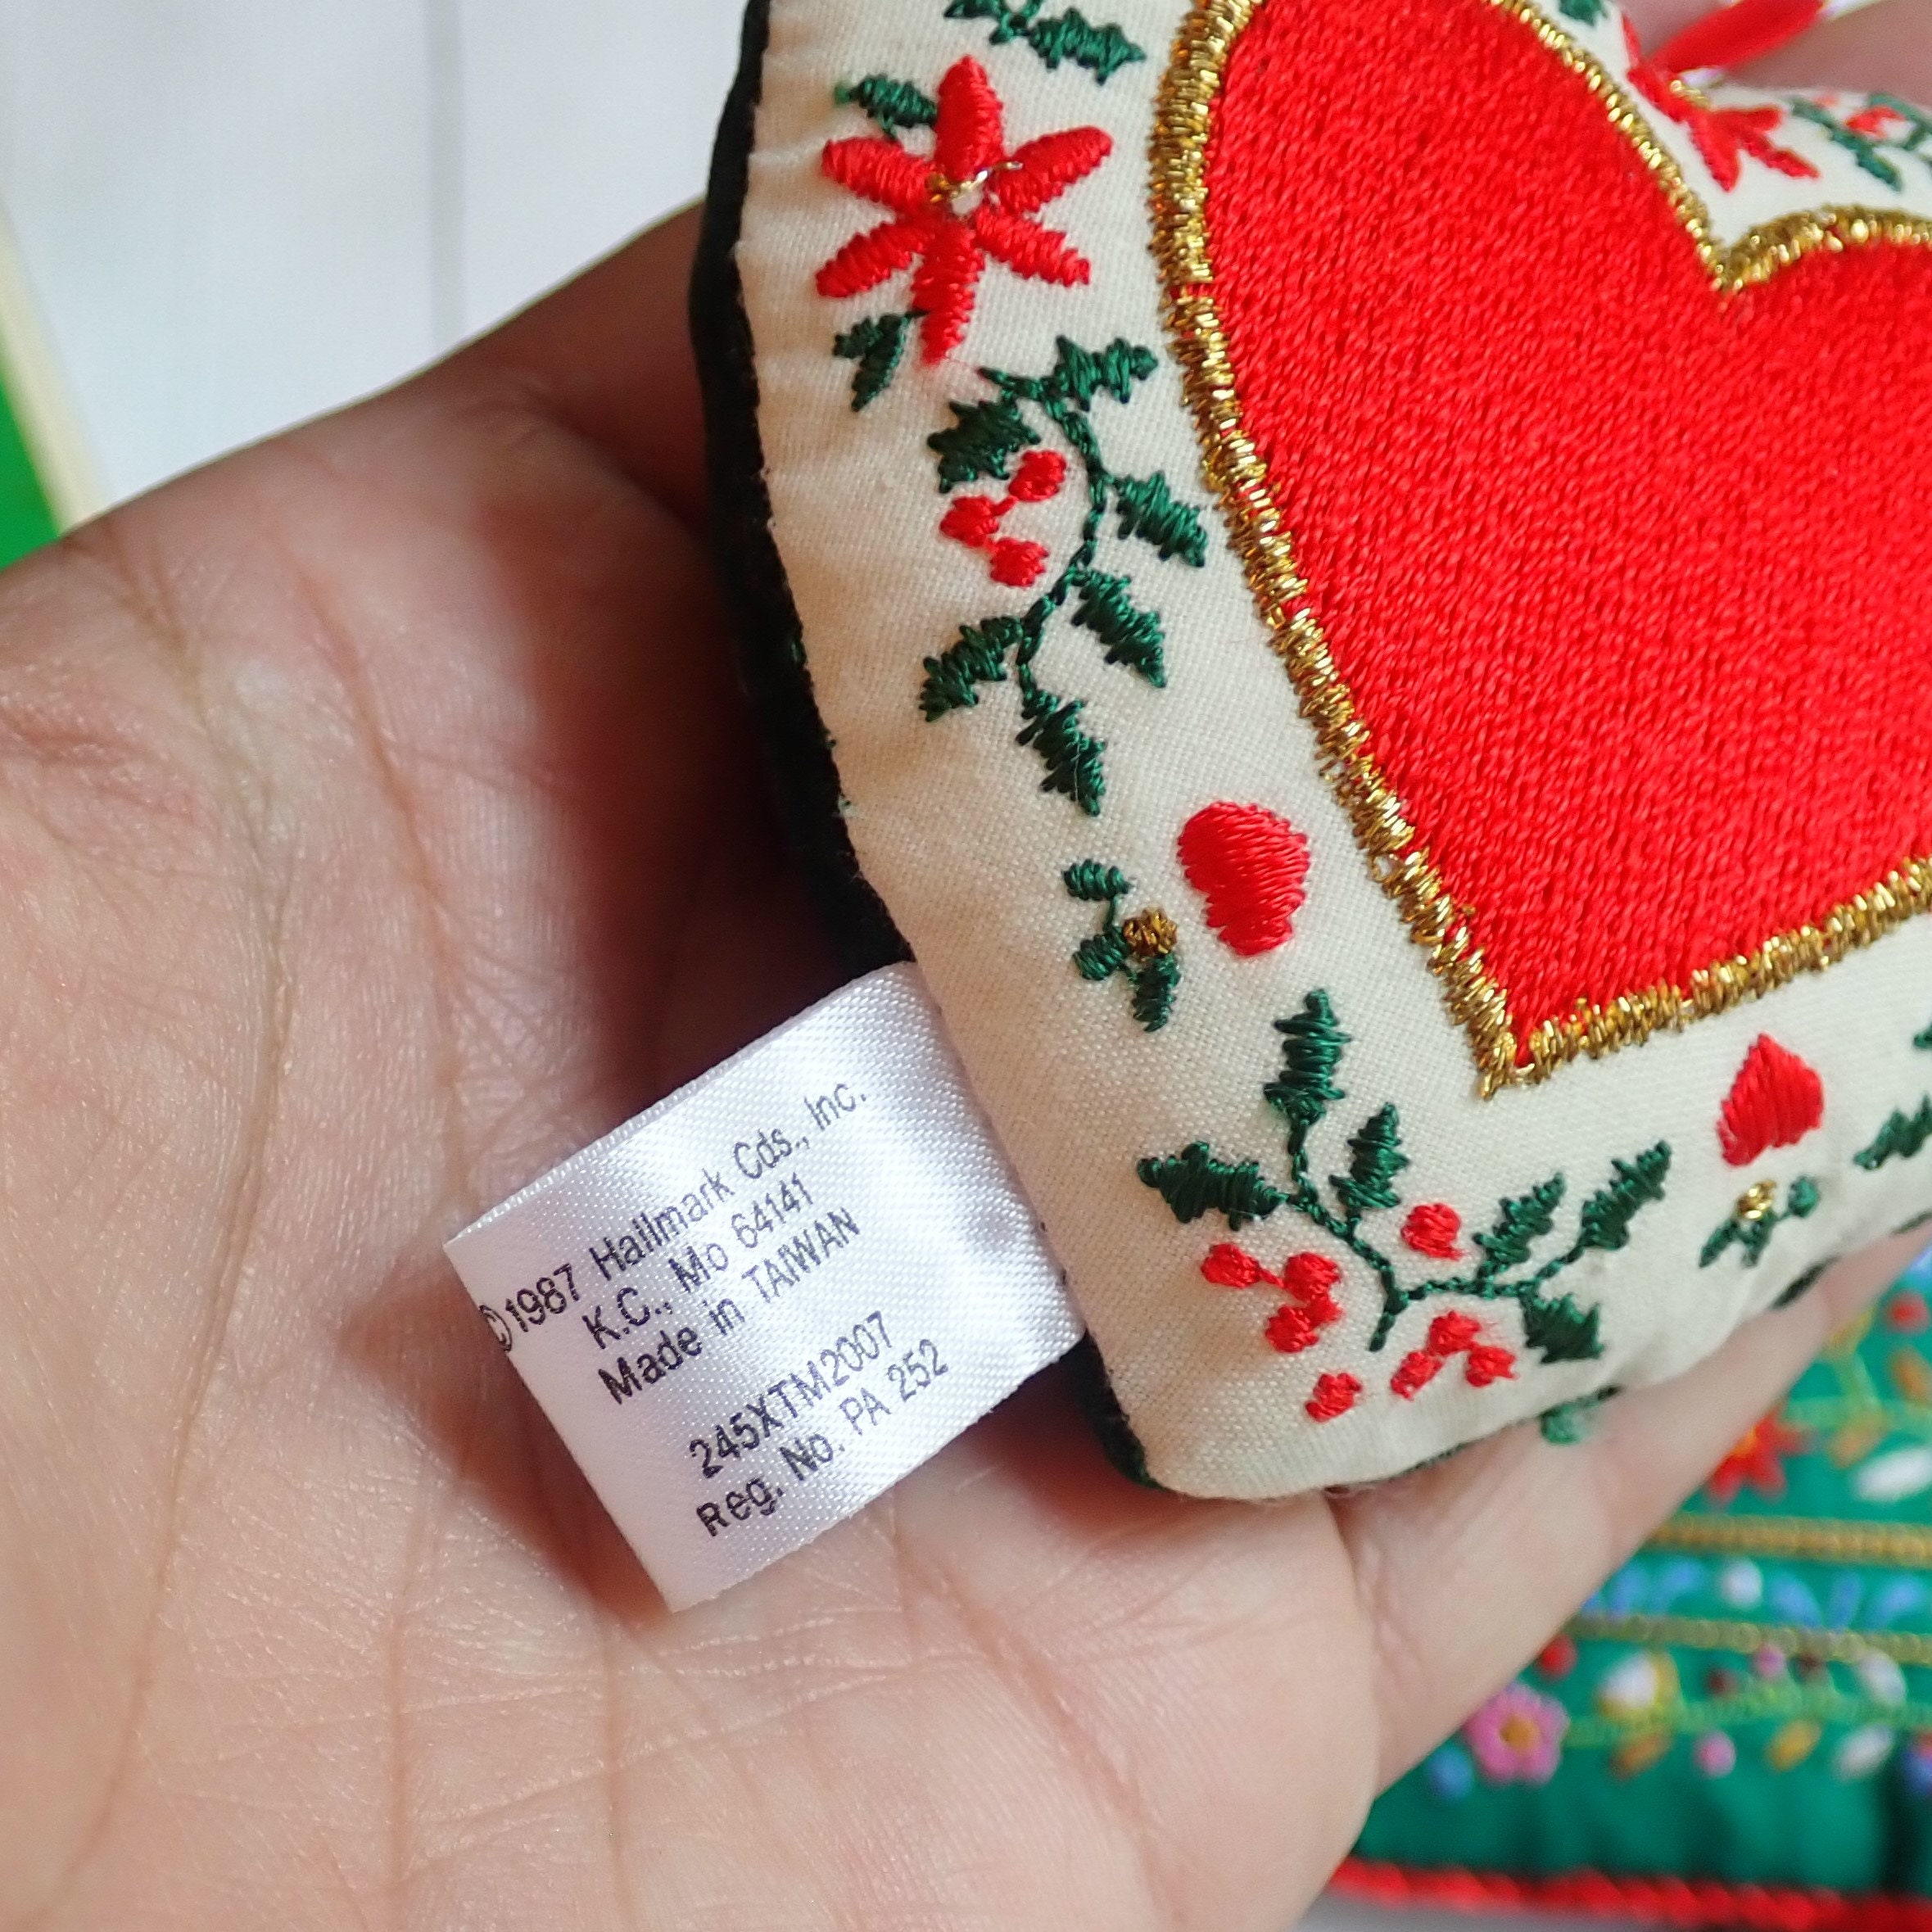 ©1987 Hallmark Cds., Inc.
K.C., Mo 64141
Made in TAIWAN
245XTM2007
Reg. No. PA 252